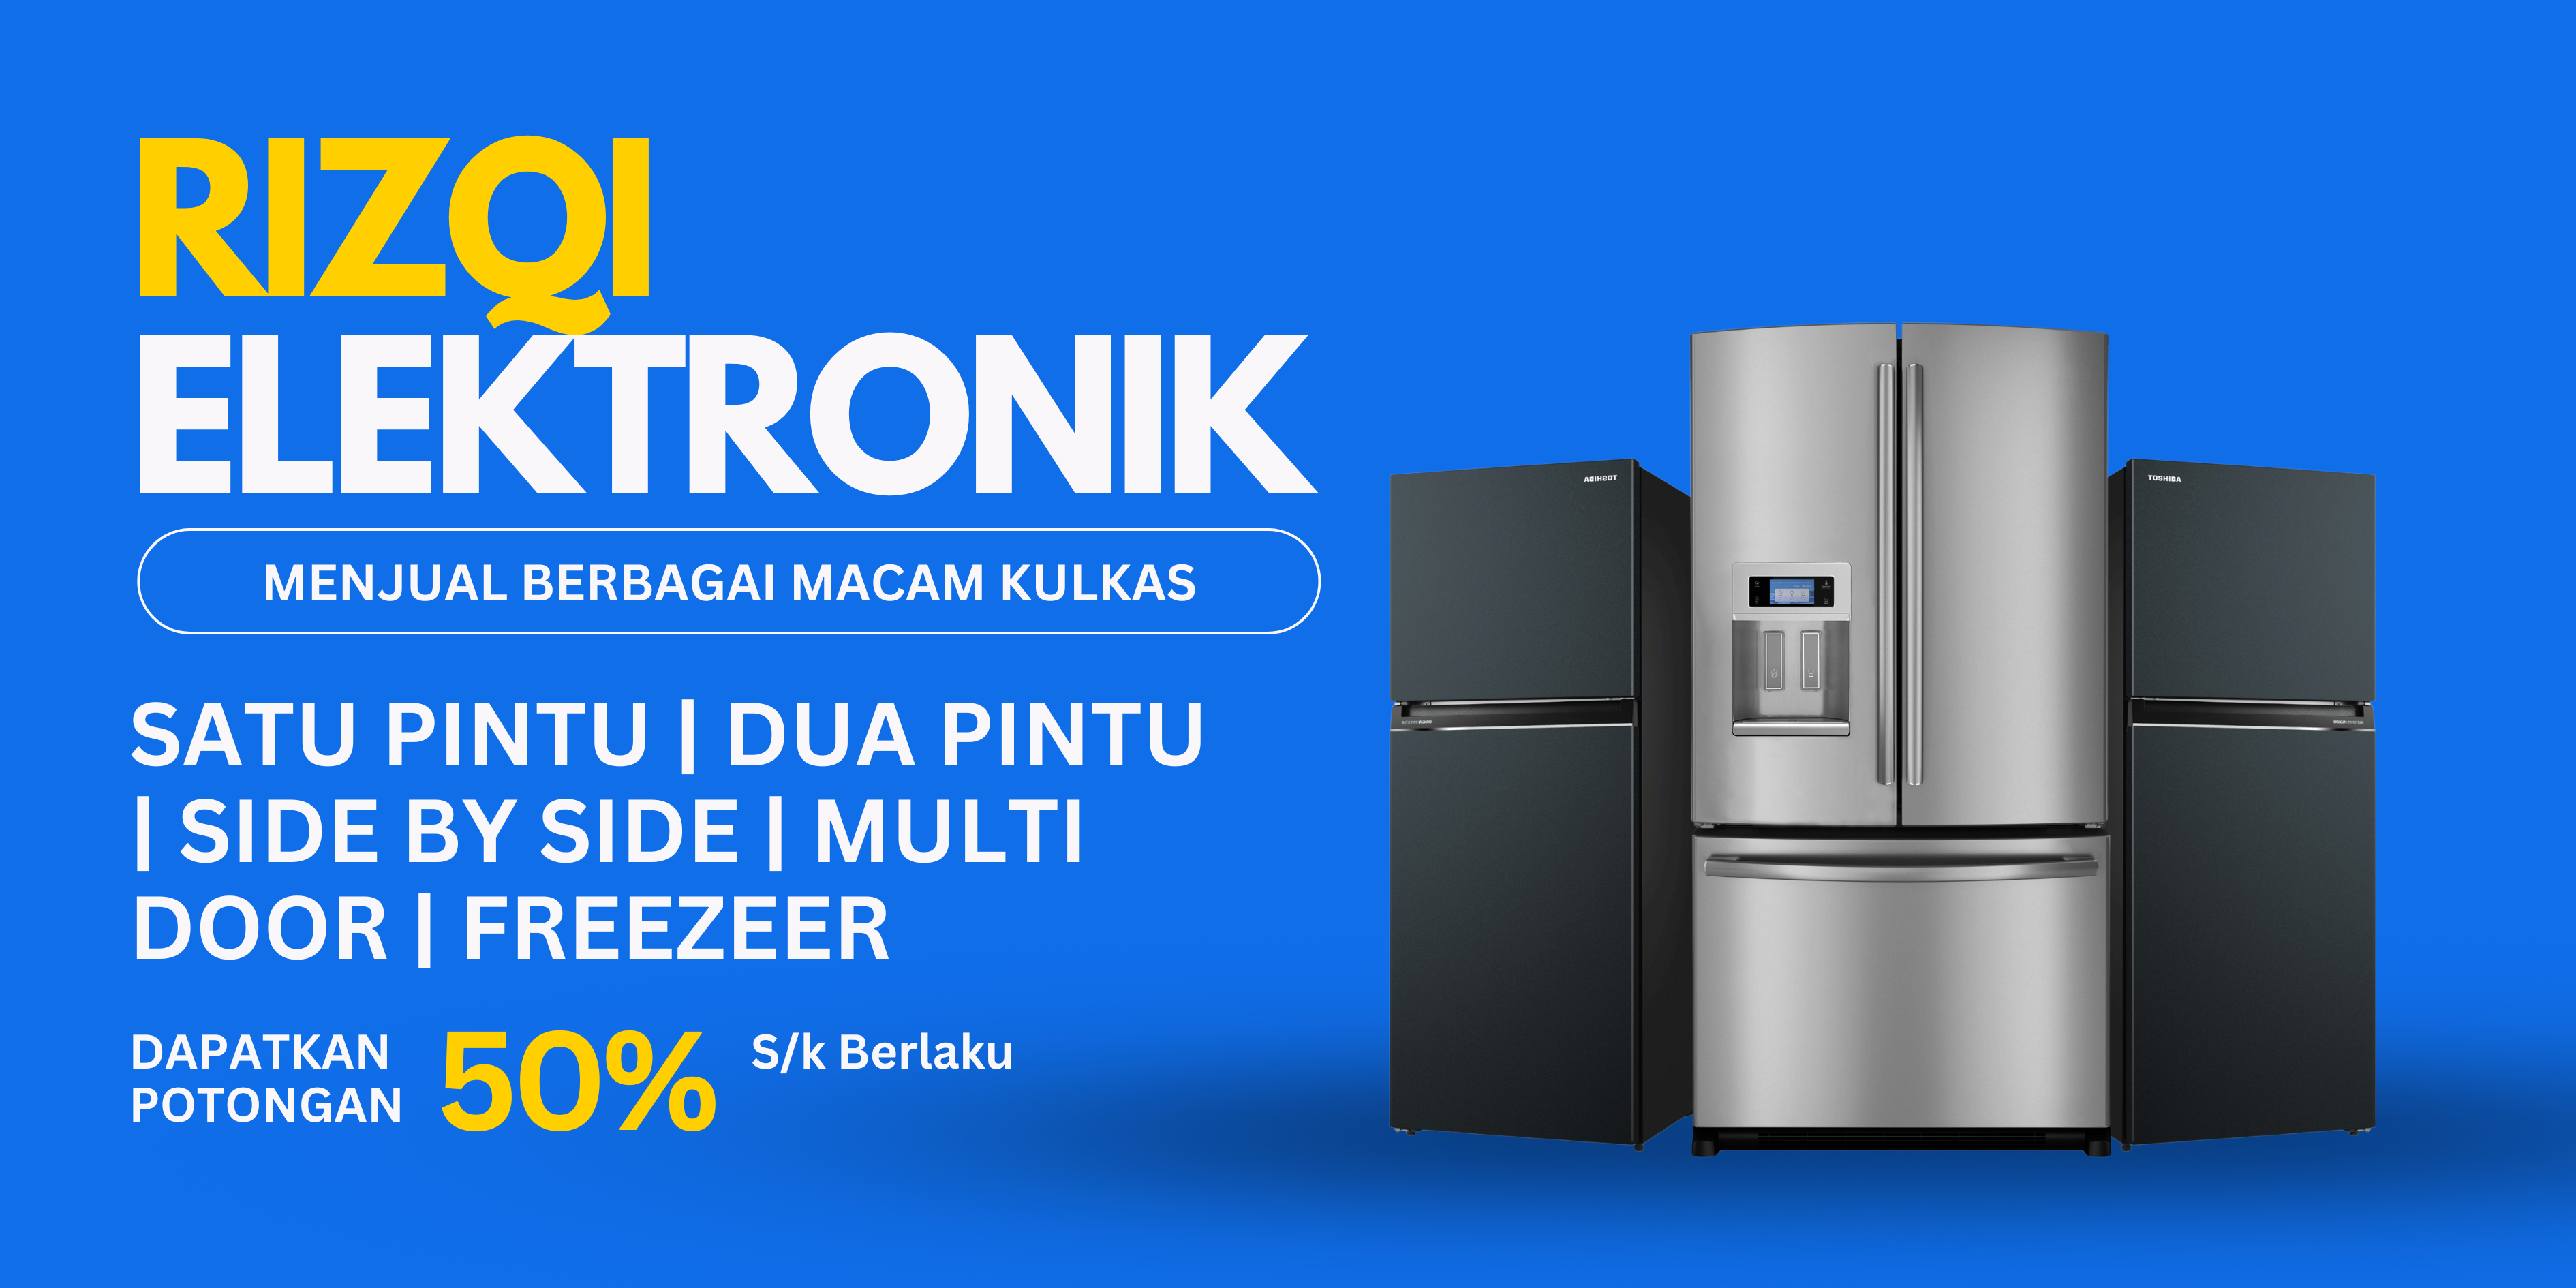 RIZQI
ELEKTRONIK
MENJUAL BERBAGAI MACAM KULKAS
SATU PINTU | DUA PINTU
| SIDE BY SIDE | MULTI
DOOR | FREEZEER
DAPATKAN
POTONGAN
50%
S/k Berlaku
TOSHIBA
TOSHIBA